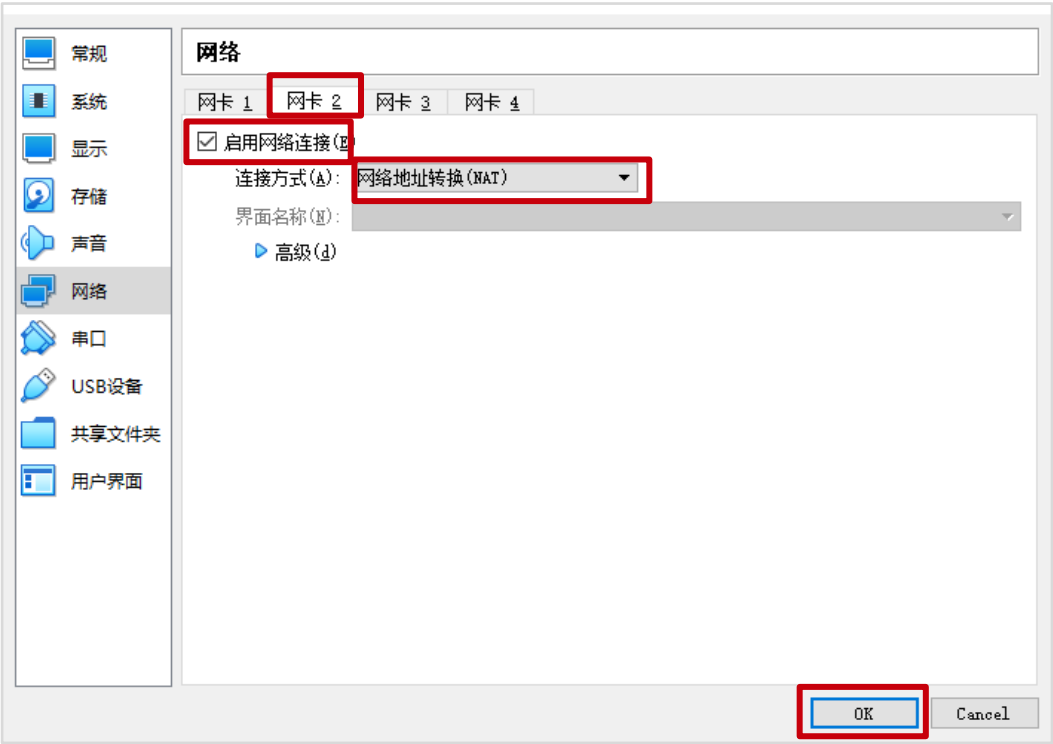 常规
系统
显示
存储
声音
网络
串口
USB设备
共享文件夹
用户界面
网络
网卡 1 网卡 2 网卡 3 网卡 4
启用网络连接(E)
连接方式(A): 网络地址转换(NAT)
界面名称(N):
高级(d)
OK Cancel